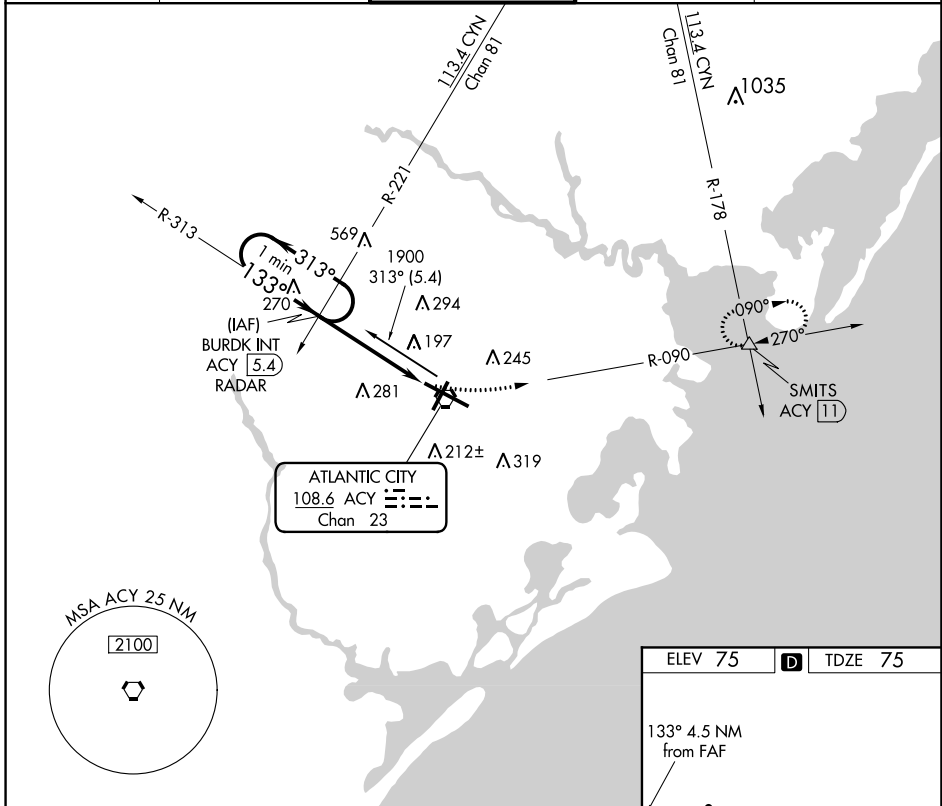 113.4 CYN
Chan 81
113.4 CYN
Chan 81
1035
R-221
R-178
R-313
569
1 min
313°
133°
1900
313° (5.4)
270
294
(IAF)
BURDK INT
ACY 5.4
RADAR
197
245
281
090°
270°
R-090
SMITS
ACY 11
212±
319
ATLANTIC CITY
108.6 ACY
Chan 23
MSA ACY 25 NM
2100
ELEV 75 D TDZE 75
133° 4.5 NM
from FAF